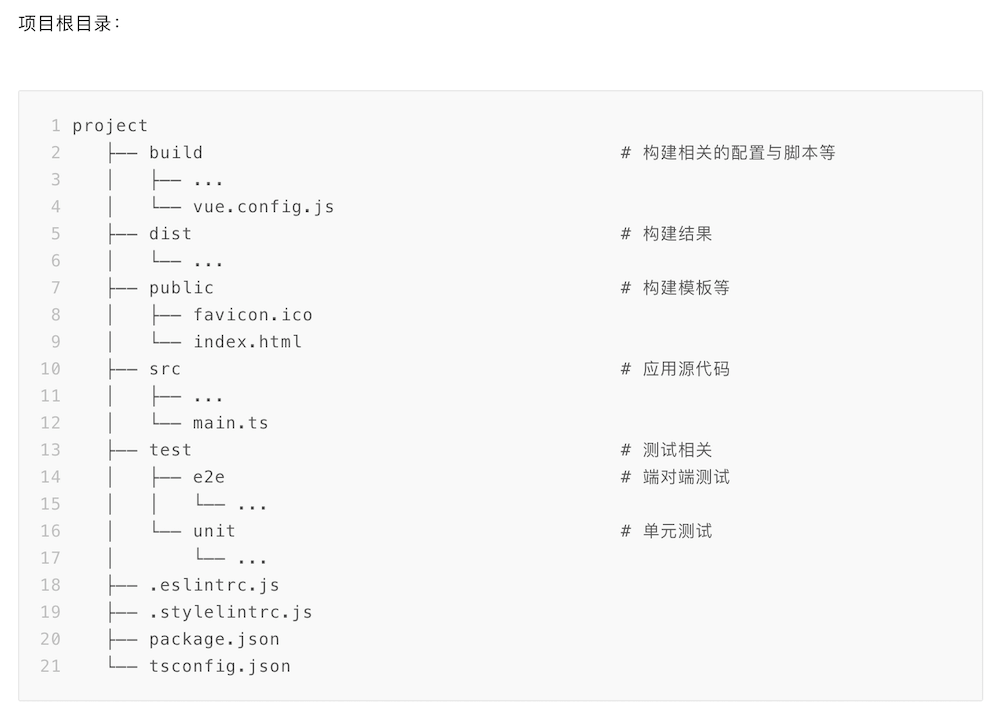 项目根目录：
1 project
2    ├── build                                            # 构建相关的配置与脚本等
3    │   ├── ...
4    │   └── vue.config.js
5    ├── dist                                             # 构建结果
6    │   └── ...
7    ├── public                                           # 构建模板等
8    │   ├── favicon.ico
9    │   └── index.html
10    ├── src                                              # 应用源代码
11    │   ├── ...
12    │   └── main.ts
13    ├── test                                             # 测试相关
14    │   ├── e2e                                          # 端对端测试
15    │   │   └── ...
16    │   └── unit                                         # 单元测试
17    │       └── ...
18    ├── .eslintrc.js
19    ├── .stylelintrc.js
20    ├── package.json
21    └── tsconfig.json